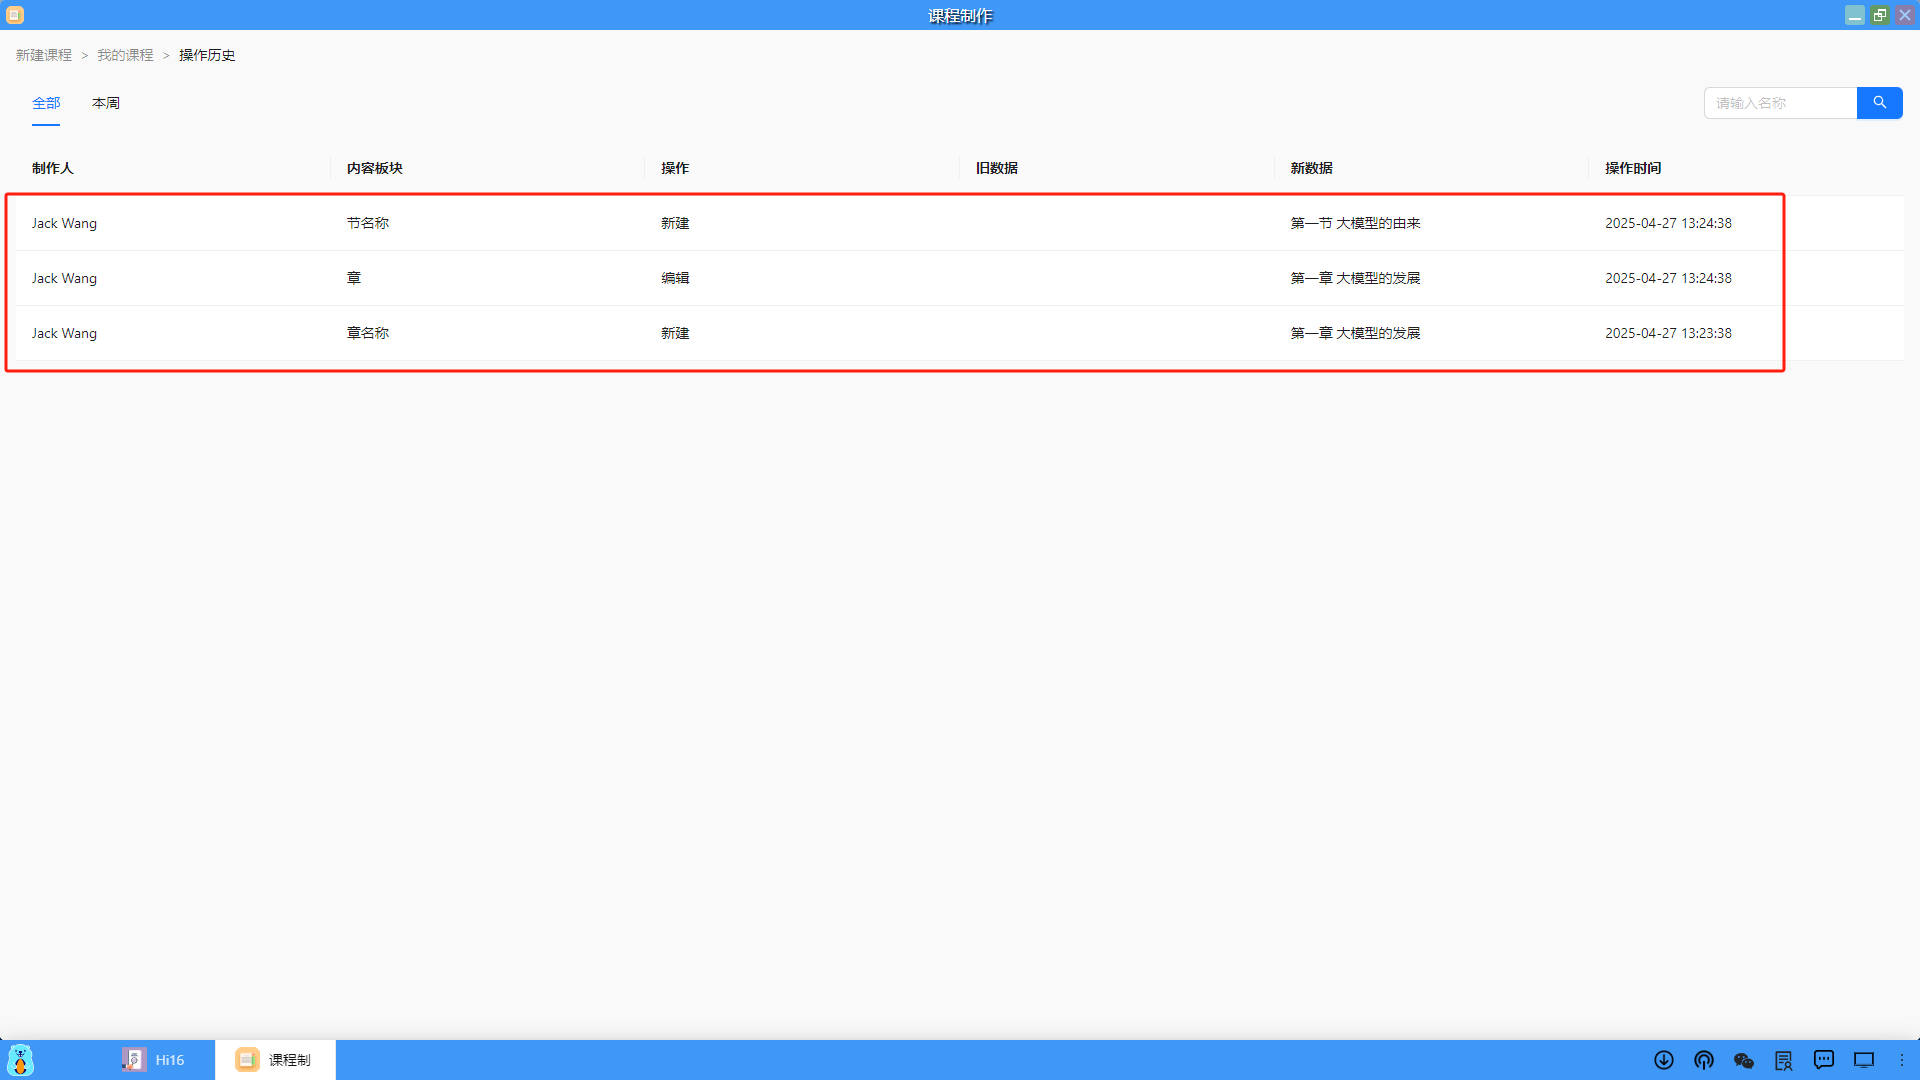 课程制作
新建课程 > 我的课程 > 操作历史
全部 本周 请输入名称
制作人 内容板块 操作 旧数据 新数据 操作时间
Jack Wang 节名称 新建 第一节 大模型的由来 2025-04-27 13:24:38
Jack Wang 章 编辑 第一章 大模型的发展 2025-04-27 13:24:38
Jack Wang 章名称 新建 第一章 大模型的发展 2025-04-27 13:23:38
Hi16 课程制